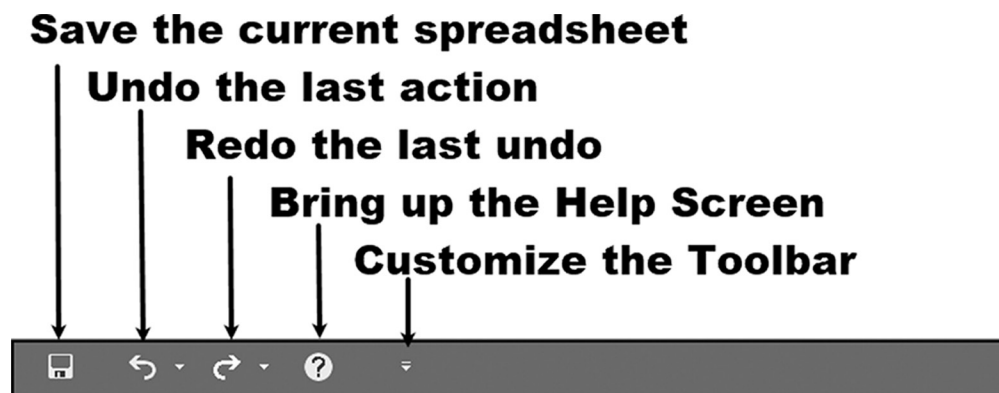 Save the current spreadsheet
Undo the last action
Redo the last undo
Bring up the Help Screen
Customize the Toolbar
?